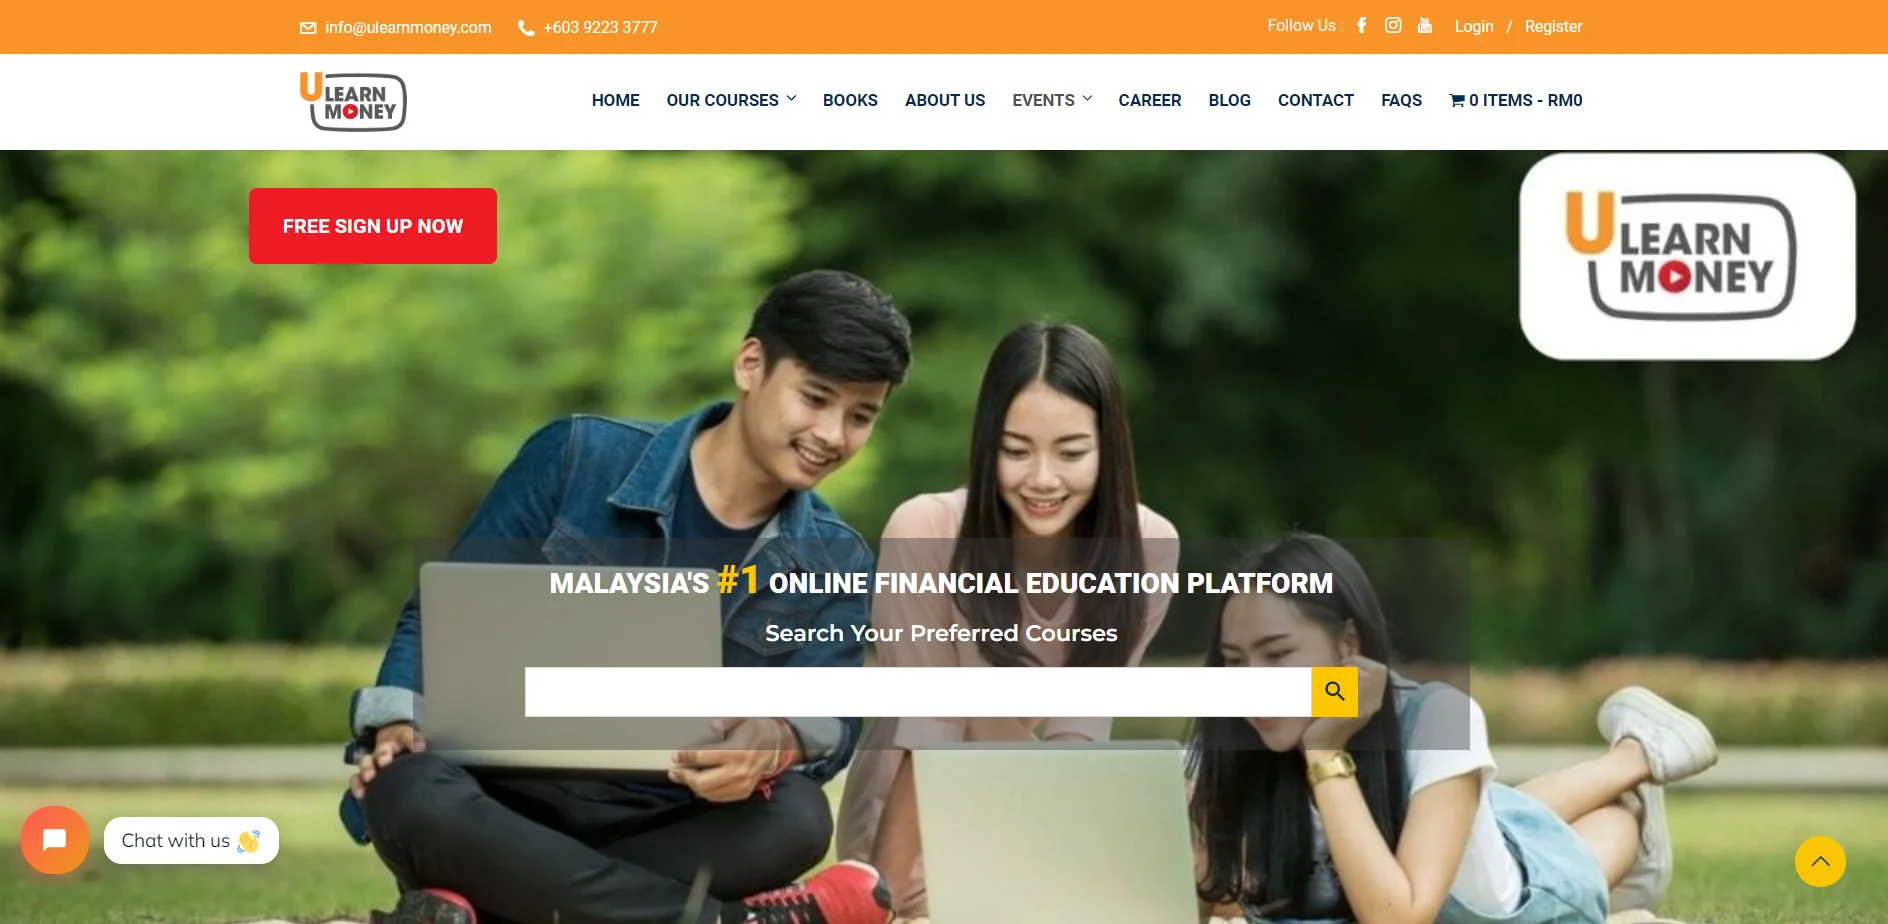 info@ulearnmoney.com +603 9223 3777 Follow Us : Login / Register
U LEARN MONEY
HOME OUR COURSES BOOKS ABOUT US EVENTS CAREER BLOG CONTACT FAQS 0 ITEMS - RM0
FREE SIGN UP NOW
U LEARN
MONEY
MALAYSIA'S #1 ONLINE FINANCIAL EDUCATION PLATFORM
Search Your Preferred Courses
Chat with us